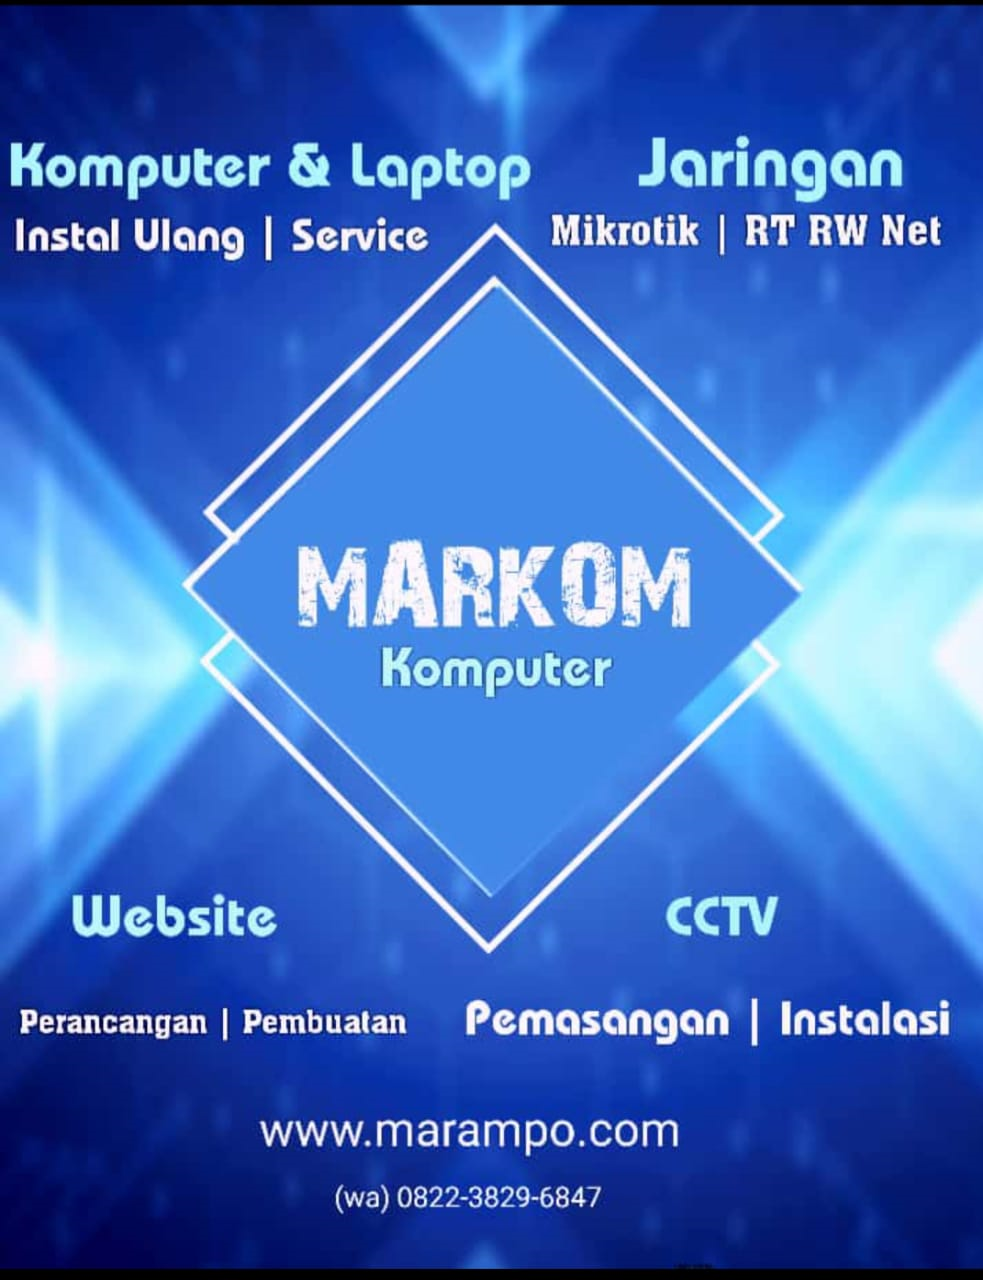 Komputer & Laptop
Instal Ulang | Service
Jaringan
Mikrotik | RT RW Net
MARKOM
Komputer
Website
Perancangan | Pembuatan
CCTV
Pemasangan | Instalasi
www.marampo.com
(wa) 0822-3829-6847